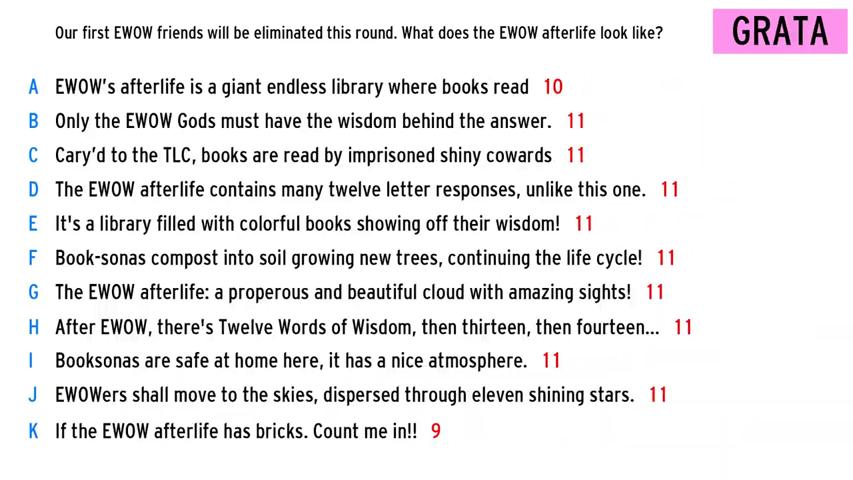 Our first EWOW friends will be eliminated this round. What does the EWOW afterlife look like?
GRATA
A EWOW's afterlife is a giant endless library where books read 10
B Only the EWOW Gods must have the wisdom behind the answer. 11
C Cary'd to the TLC, books are read by imprisoned shiny cowards 11
D The EWOW afterlife contains many twelve letter responses, unlike this one. 11
E It's a library filled with colorful books showing off their wisdom! 11
F Book-sonas compost into soil growing new trees, continuing the life cycle! 11
G The EWOW afterlife: a properous and beautiful cloud with amazing sights! 11
H After EWOW, there's Twelve Words of Wisdom, then thirteen, then fourteen... 11
I Booksonas are safe at home here, it has a nice atmosphere. 11
J EWOWers shall move to the skies, dispersed through eleven shining stars. 11
K If the EWOW afterlife has bricks. Count me in!! 9